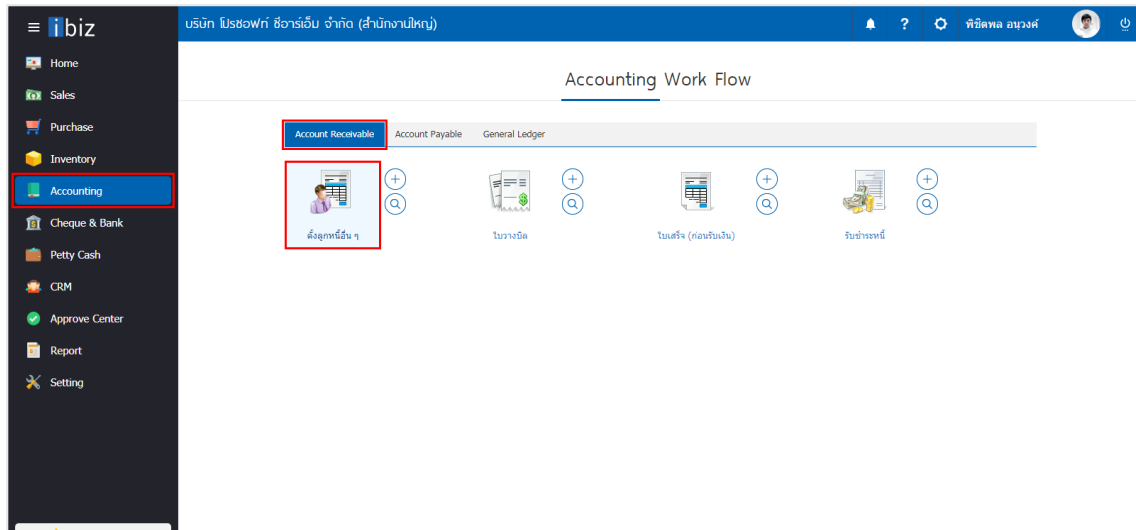 ibiz
บริษัท โปรซอฟท์ ซีอาร์เอ็ม จำกัด (สำนักงานใหญ่)
?
พิชิตพล อนุวงค์
Home
Sales
Purchase
Inventory
Accounting
Cheque & Bank
Petty Cash
CRM
Approve Center
Report
Setting
Accounting Work Flow
Account Receivable Account Payable General Ledger
ตั้งลูกหนี้อื่น ๆ ใบวางบิล ใบเสร็จ (ก่อนรับเงิน) รับชำระหนี้